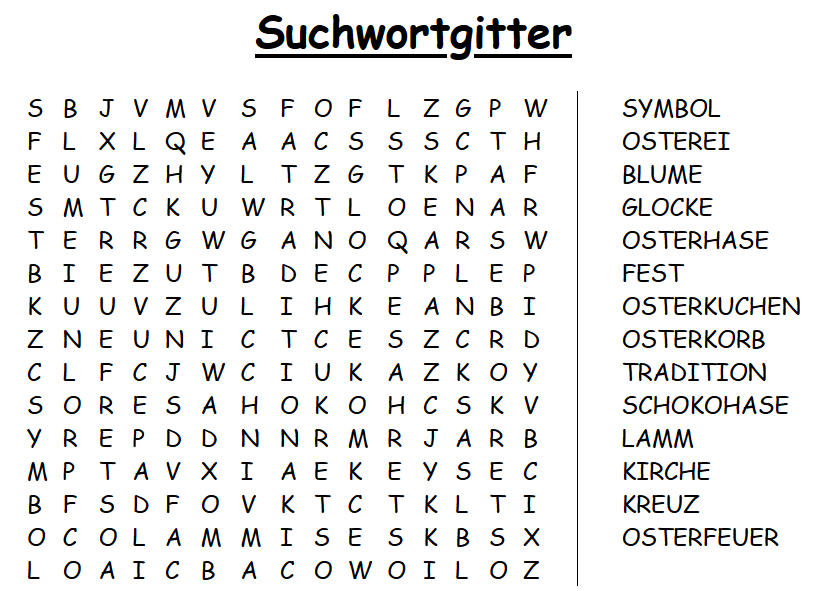 Suchwortgitter
S B J V M V S F O F L Z G P W
F L X L Q E A A C S S S C T H
E U G Z H Y L T Z G T K P A F
S M T C K U W R T L O E N A R
T E R R G W G A N O Q A R S W
B I E Z U T B D E C P P L E P
K U U V Z U L I H K E A N B I
Z N E U N I C T C E S Z C R D
C L F C J W C I U K A Z K O Y
S O R E S A H O K O H C S K V
Y R E P D D N N R M R J A R B
M P T A V X I A E K E Y S E C
B F S D F O V K T C T K L T I
O C O L A M M I S E S K B S X
L O A I C B A C O W O I L O Z
SYMBOL
OSTEREI
BLUME
GLOCKE
OSTERHASE
FEST
OSTERKUCHEN
OSTERKORB
TRADITION
SCHOKOHASE
LAMM
KIRCHE
KREUZ
OSTERFEUER